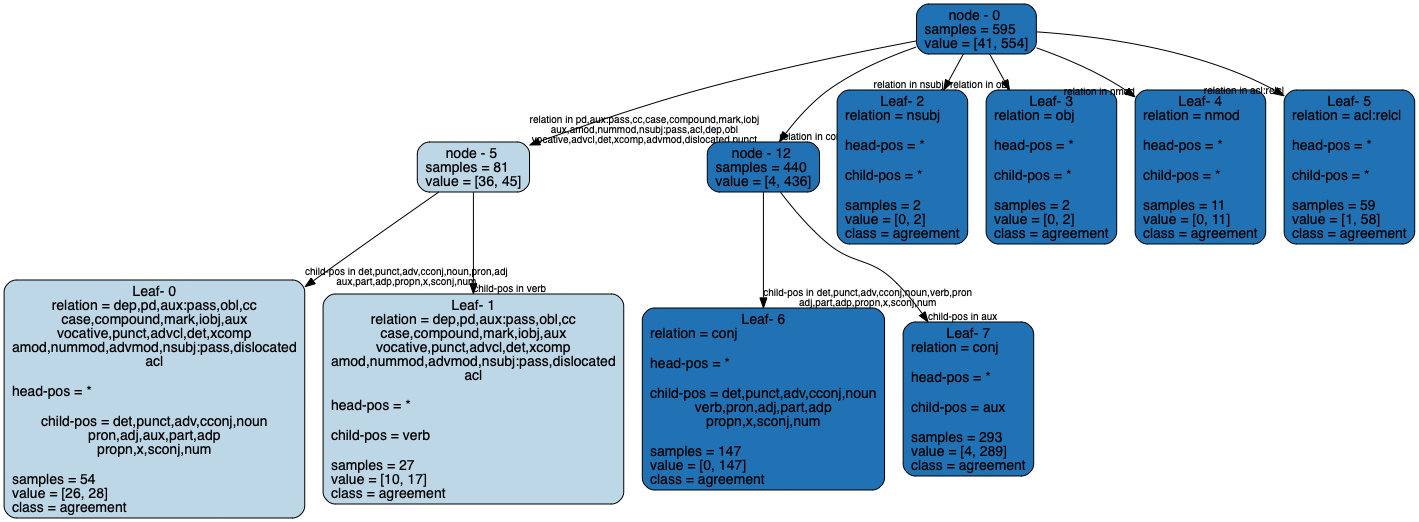 node - 0
samples = 595
value = [41, 554]
relation in pd,aux:pass,cc,case,compound,mark,iobj
aux,amod,nummod,nsubj:pass,acl,dep,obl
vocative,advcl,det,xcomp,advmod,dislocated,punct
relation in
relation in nsubj
relation in obj
relation in nmod
relation in acl:relcl
node - 5
samples = 81
value = [36, 45]
node - 12
samples = 440
value = [4, 436]
Leaf- 2
relation = nsubj
head-pos = *
child-pos = *
samples = 2
value = [0, 2]
class = agreement
Leaf- 3
relation = obj
head-pos = *
child-pos = *
samples = 2
value = [0, 2]
class = agreement
Leaf- 4
relation = nmod
head-pos = *
child-pos = *
samples = 11
value = [0, 11]
class = agreement
Leaf- 5
relation = acl:relcl
head-pos = *
child-pos = *
samples = 59
value = [1, 58]
class = agreement
child-pos in det,punct,adv,cconj,noun,pron,adj
aux,part,adp,propn,x,sconj,num
child-pos in verb
child-pos in det,punct,adv,cconj,noun,verb,pron
adj,part,adp,propn,x,sconj,num
child-pos in aux
Leaf- 0
relation = dep,pd,aux:pass,obl,cc
case,compound,mark,iobj,aux
vocative,punct,advcl,det,xcomp
amod,nummod,advmod,nsubj:pass,dislocated
acl
head-pos = *
child-pos = det,punct,adv,cconj,noun
pron,adj,aux,part,adp
propn,x,sconj,num
samples = 54
value = [26, 28]
class = agreement
Leaf- 1
relation = dep,pd,aux:pass,obl,cc
case,compound,mark,iobj,aux
vocative,punct,advcl,det,xcomp
amod,nummod,advmod,nsubj:pass,dislocated
acl
head-pos = *
child-pos = verb
samples = 27
value = [10, 17]
class = agreement
Leaf- 6
relation = conj
head-pos = *
child-pos = det,punct,adv,cconj,noun
verb,pron,adj,part,adp
propn,x,sconj,num
samples = 147
value = [0, 147]
class = agreement
Leaf- 7
relation = conj
head-pos = *
child-pos = aux
samples = 293
value = [4, 289]
class = agreement